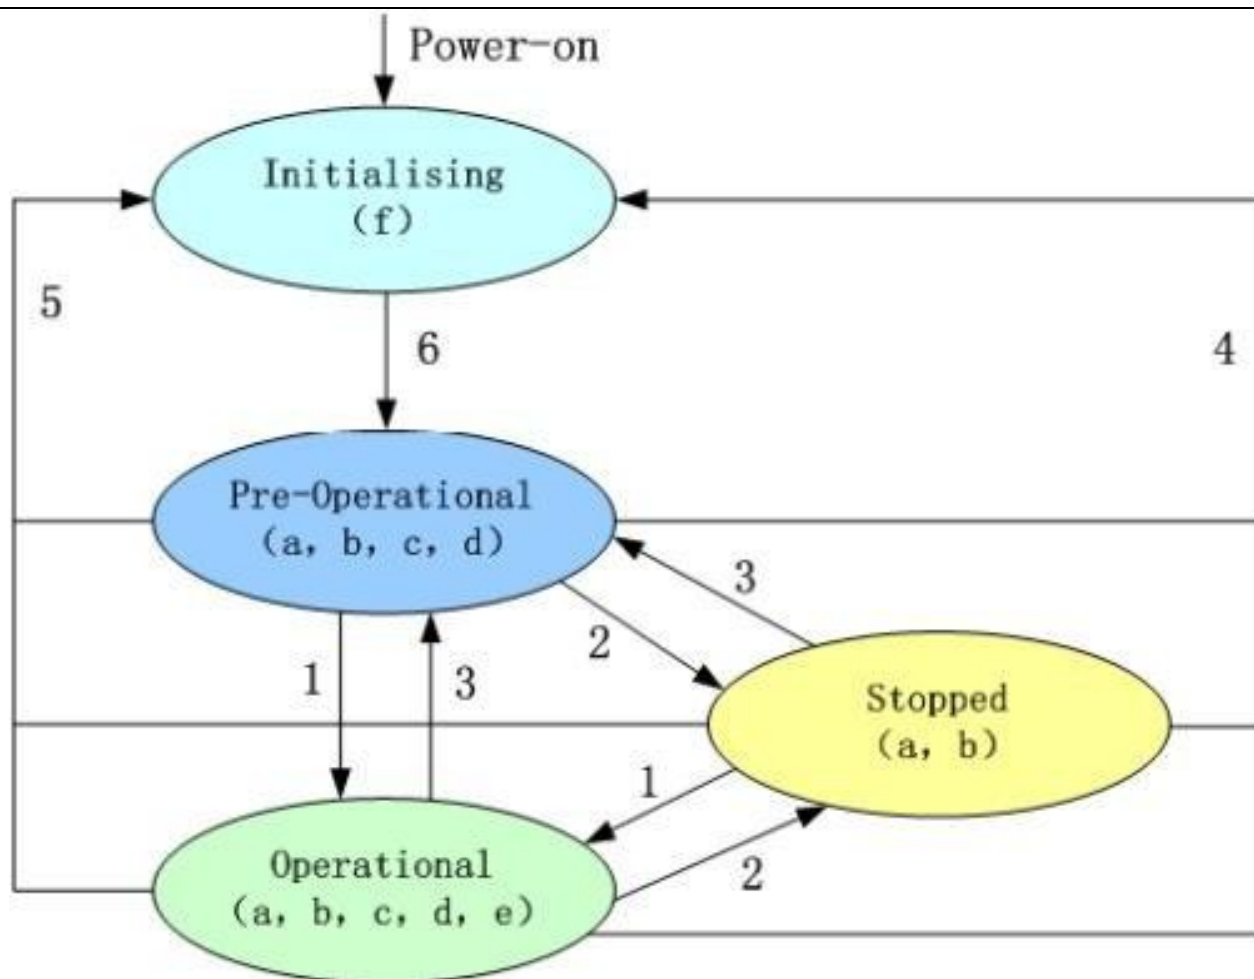 Power-on
Initialising
(f)
5
6
4
Pre-Operational
(a, b, c, d)
3
2
1
3
Stopped
(a, b)
1
2
Operational
(a, b, c, d, e)